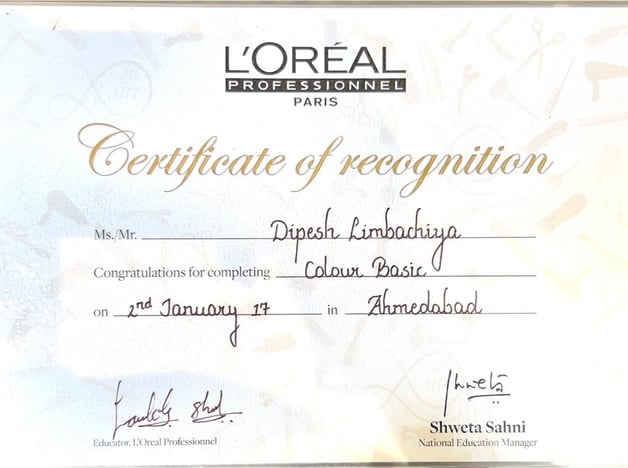 L'ORÉAL
PROFESSIONNEL
PARIS
Certificate of recognition
Ms./Mr. Dipesh Limbachiya
Congratulations for completing Colour Basic
on 2nd January 17 in Ahmedabad
Shweta
Shweta Sahni
Educator, L'Oreal Professionnel
National Education Manager